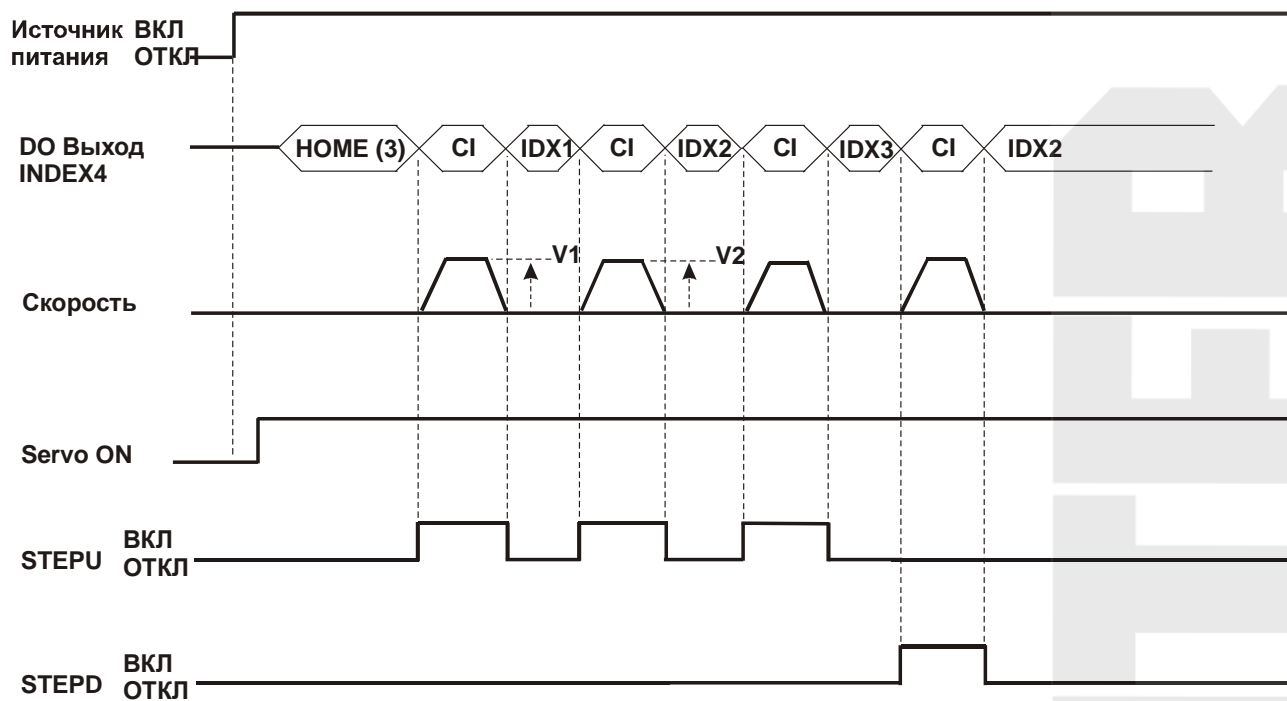 Источник ВКЛ
питания ОТКЛ
DO Выход
INDEX4
HOME (3) CI IDX1 CI IDX2 CI IDX3 CI IDX2
V1 V2
Скорость
Servo ON
STEPU ВКЛ
ОТКЛ
STEPD ВКЛ
ОТКЛ